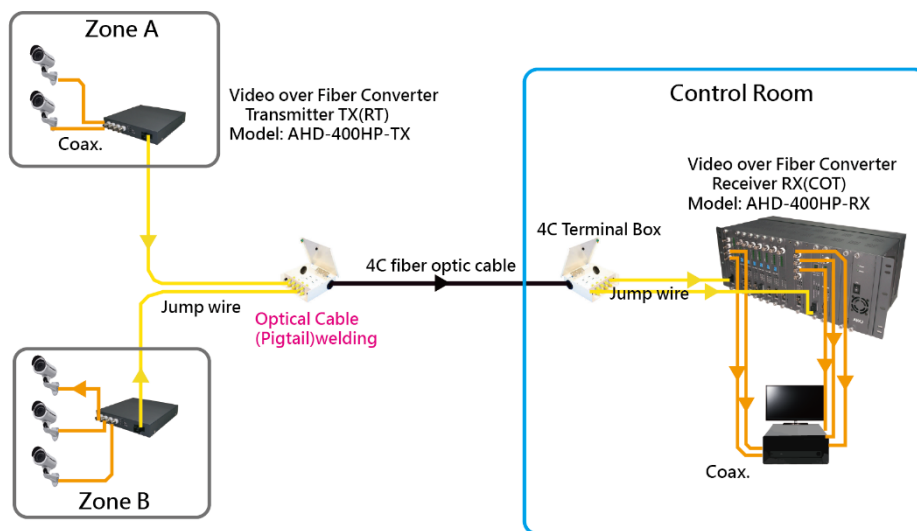 Zone A
Coax.
Video over Fiber Converter
Transmitter TX(RT)
Model: AHD-400HP-TX
Control Room
Video over Fiber Converter
Receiver RX(COT)
Model: AHD-400HP-RX
4C Terminal Box
4C fiber optic cable
Jump wire
Jump wire
Optical Cable
(Pigtail)welding
Coax.
Zone B